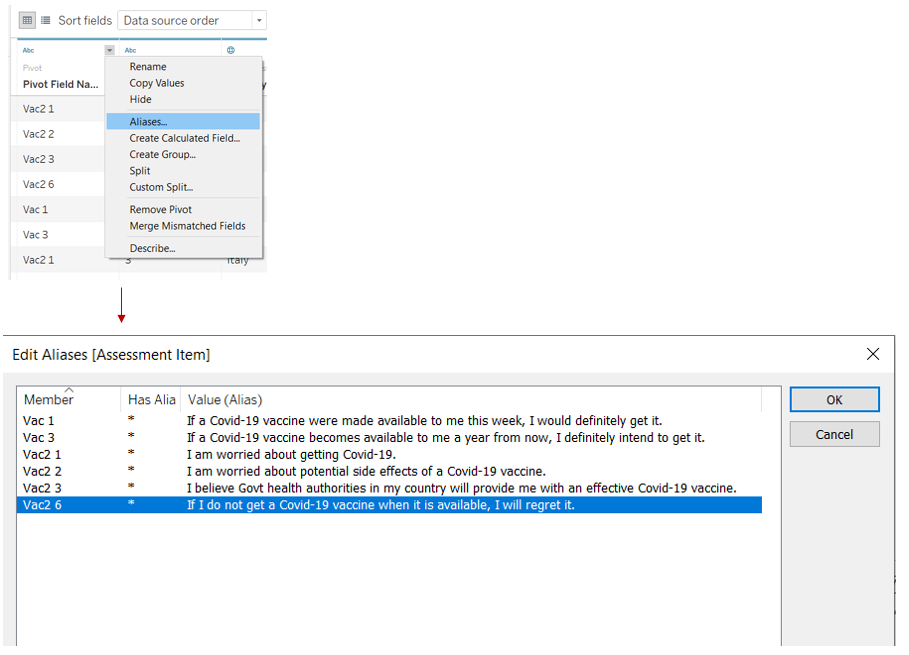 Sort fields Data source order
Abc Abc
Pivot
Pivot Field Na...
Vac2 1
Vac2 2
Vac2 3
Vac2 6
Vac 1
Vac 3
Vac2 1 3 Italy
Rename
Copy Values
Hide
Aliases...
Create Calculated Field...
Create Group...
Split
Custom Split...
Remove Pivot
Merge Mismatched Fields
Describe...
Edit Aliases [Assessment Item]
Member Has Alia Value (Alias)
Vac 1 * If a Covid-19 vaccine were made available to me this week, I would definitely get it.
Vac 3 * If a Covid-19 vaccine becomes available to me a year from now, I definitely intend to get it.
Vac2 1 * I am worried about getting Covid-19.
Vac2 2 * I am worried about potential side effects of a Covid-19 vaccine.
Vac2 3 * I believe Govt health authorities in my country will provide me with an effective Covid-19 vaccine.
Vac2 6 * If I do not get a Covid-19 vaccine when it is available, I will regret it.
OK
Cancel